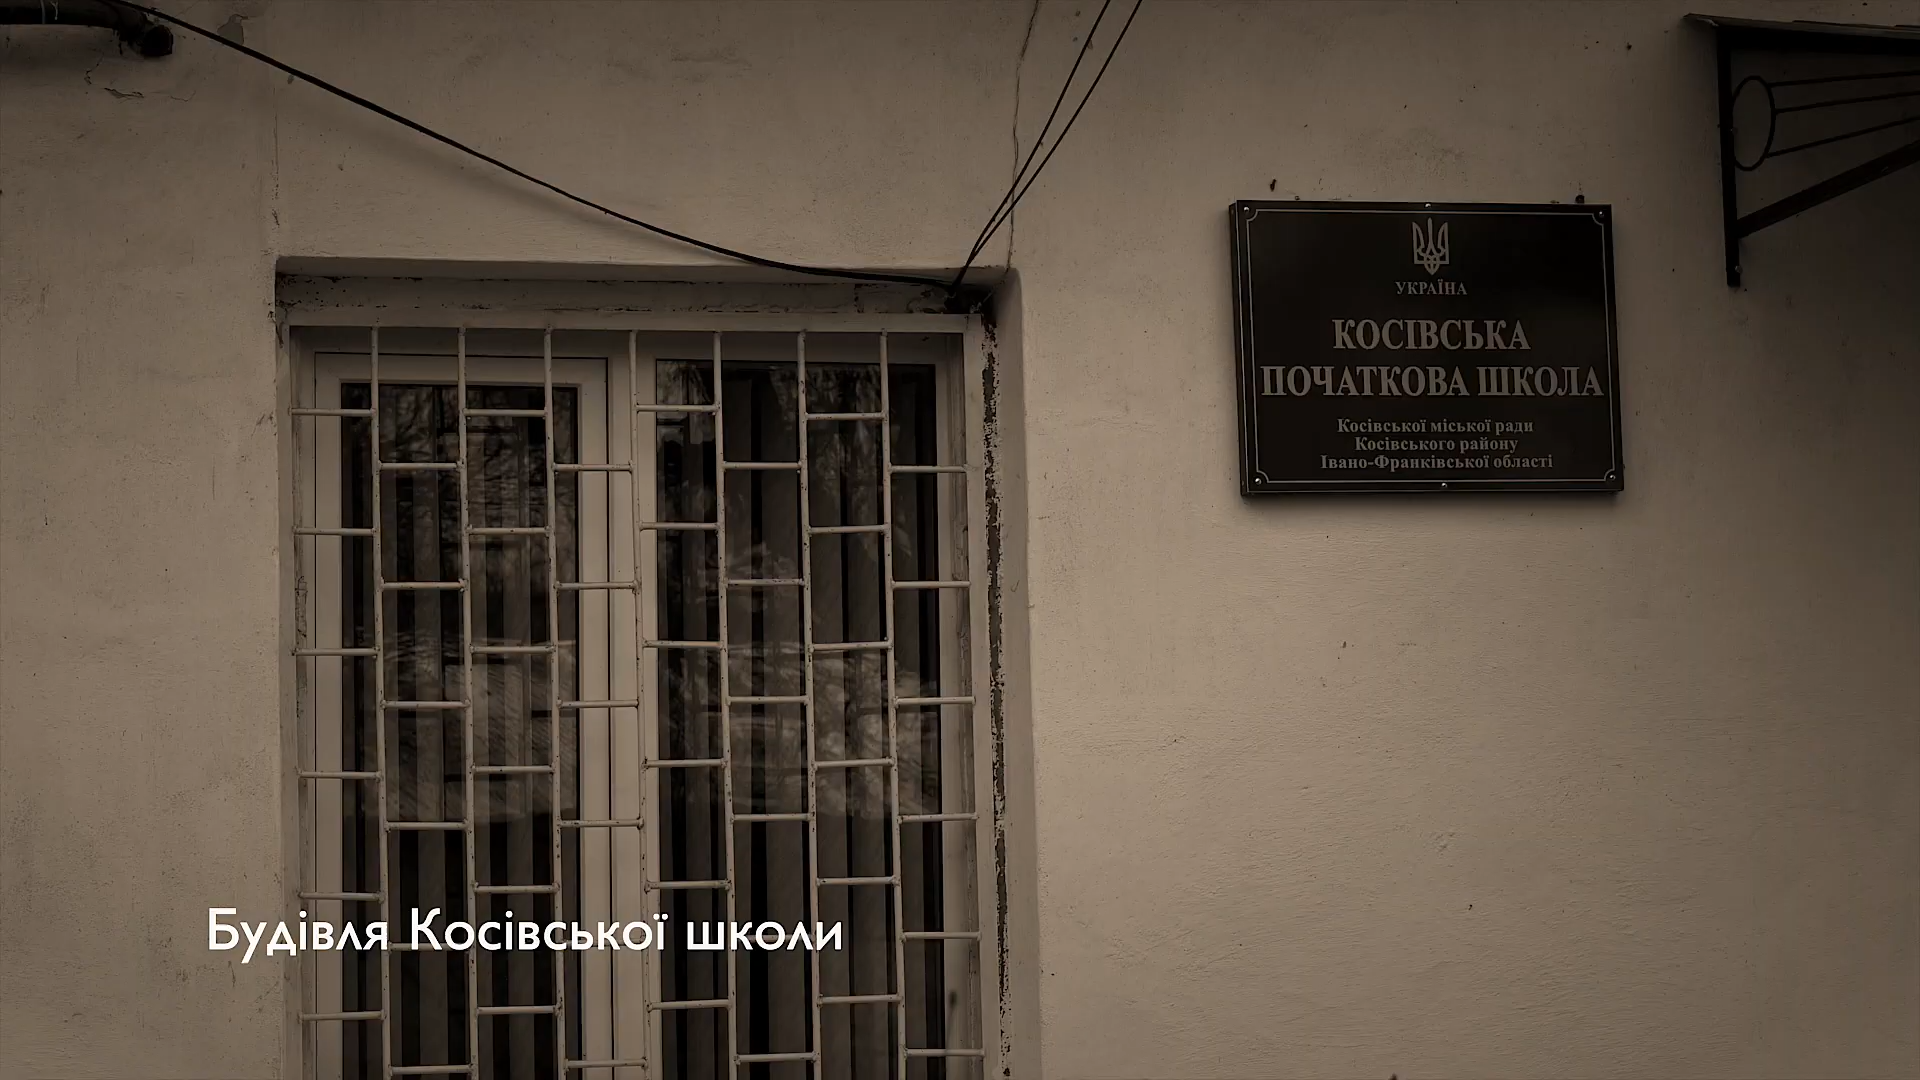 УКРАЇНА
КОСІВСЬКА
ПОЧАТКОВА ШКОЛА
Косівської міської ради
Косівського району
Івано-Франківської області
Будівля Косівської школи